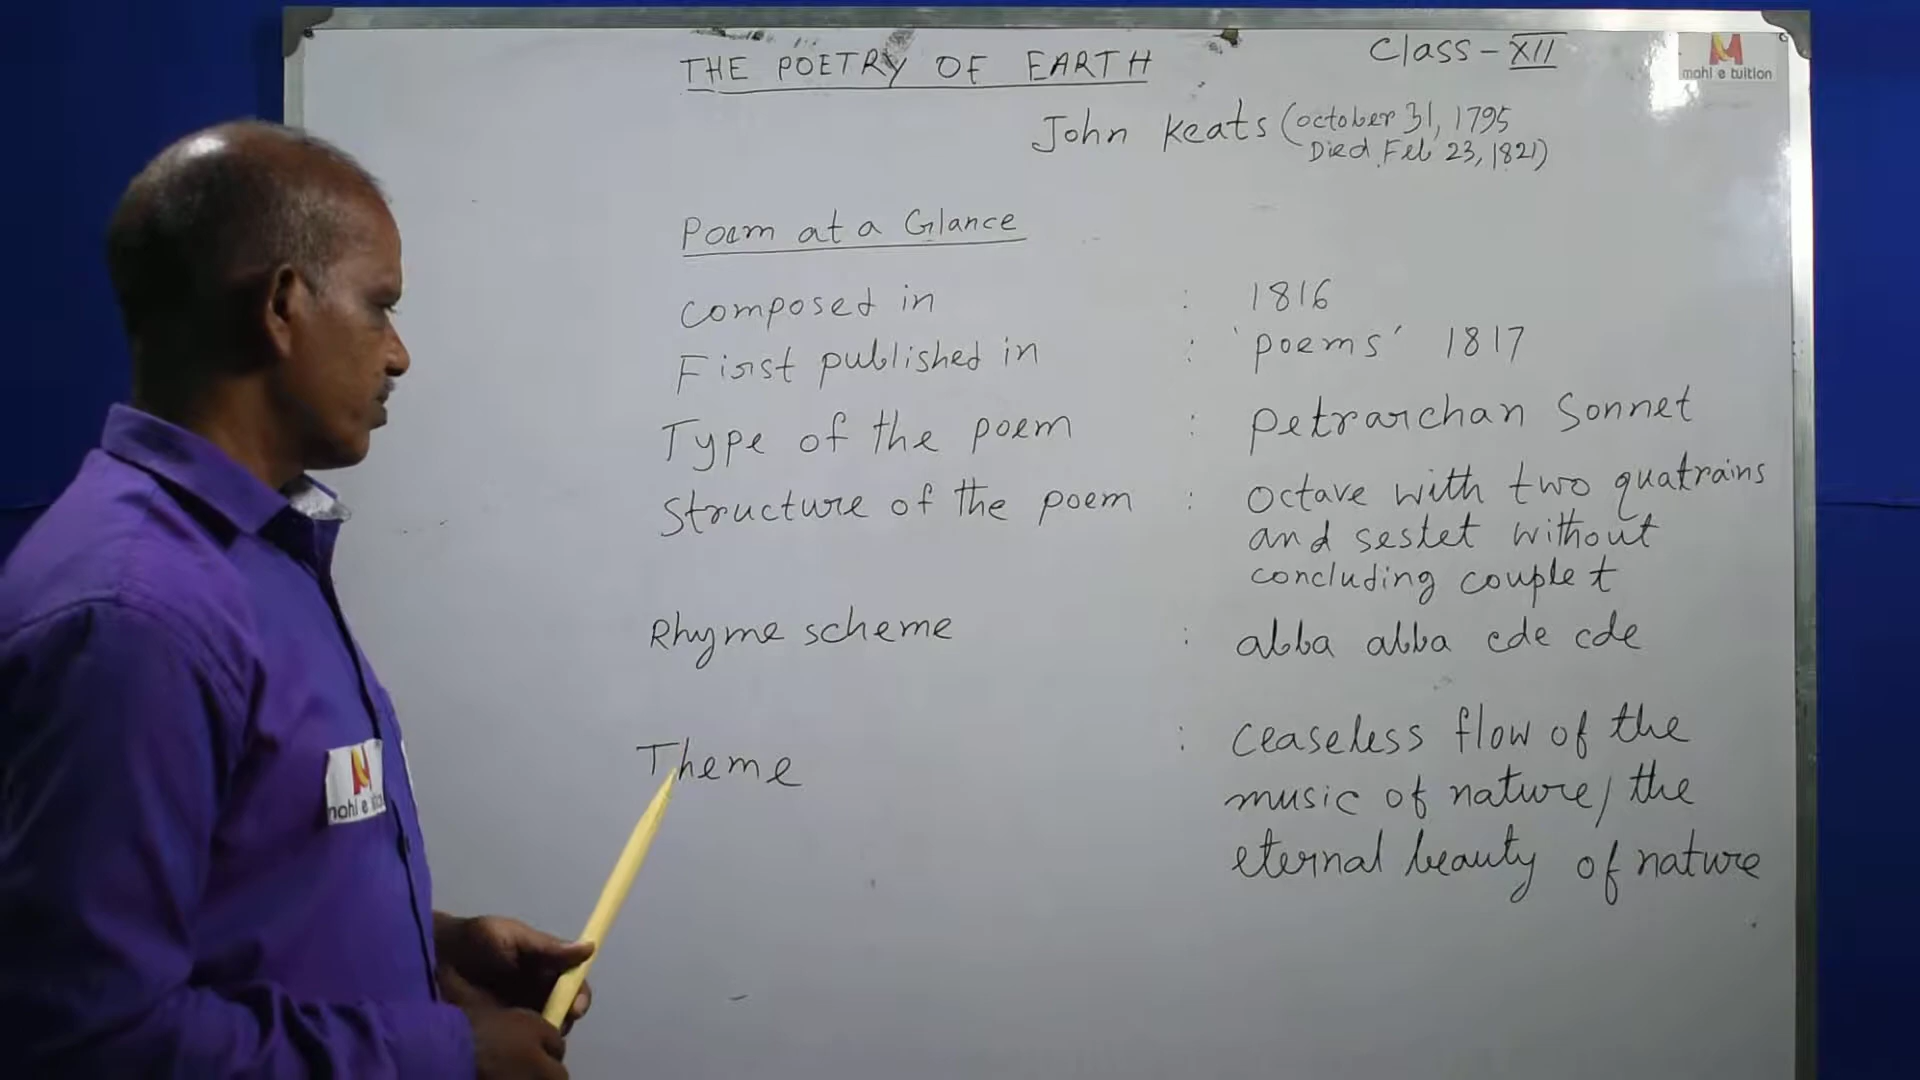 THE POETRY OF EARTH
Class - XII
mahi e tuition
John Keats (October 31, 1795
Died Feb 23, 1821)
Poem at a Glance
Composed in : 1816
First published in : 'poems' 1817
Type of the poem : Petrarchan Sonnet
Structure of the poem : Octave with two quatrains
and sestet without
concluding couplet
Rhyme scheme : abba abba cde cde
Theme : Ceaseless flow of the
music of nature/the
eternal beauty of nature
mahi e